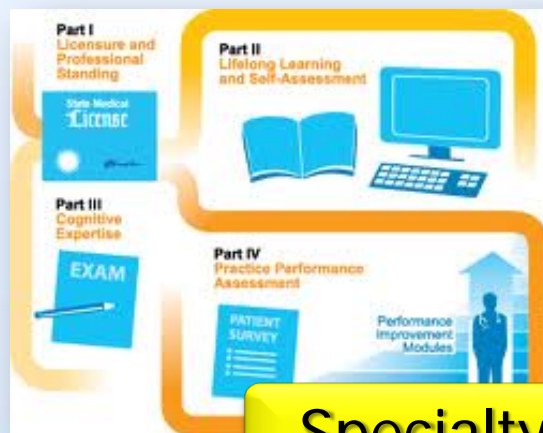 Part I
Licensure and
Professional
Standing
State Medical
License
Part II
Lifelong Learning
and Self-Assessment
Part III
Cognitive
Expertise
EXAM
Part IV
Practice Performance
Assessment
PATIENT
SURVEY
Performance
Improvement
Modules
Specialty